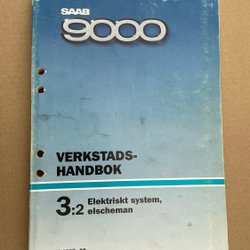 SAAB
9000
VERKSTADS-
HANDBOK
3:2 Elektriskt system,
elscheman